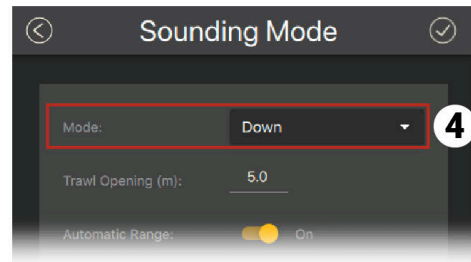 Sounding Mode
Mode: Down 4
Trawl Opening (m): 5.0
Automatic Range: On